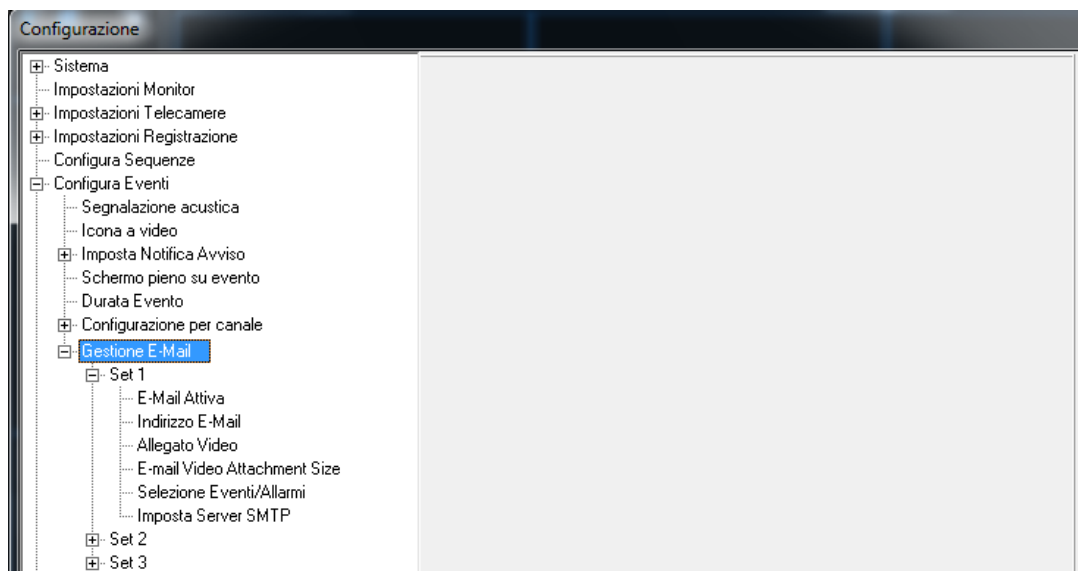 Configurazione
Sistema
Impostazioni Monitor
Impostazioni Telecamere
Impostazioni Registrazione
Configura Sequenze
Configura Eventi
Segnalazione acustica
Icona a video
Imposta Notifica Avviso
Schermo pieno su evento
Durata Evento
Configurazione per canale
Gestione E-Mail
Set 1
E-Mail Attiva
Indirizzo E-Mail
Allegato Video
E-mail Video Attachment Size
Selezione Eventi/Allarmi
Imposta Server SMTP
Set 2
Set 3